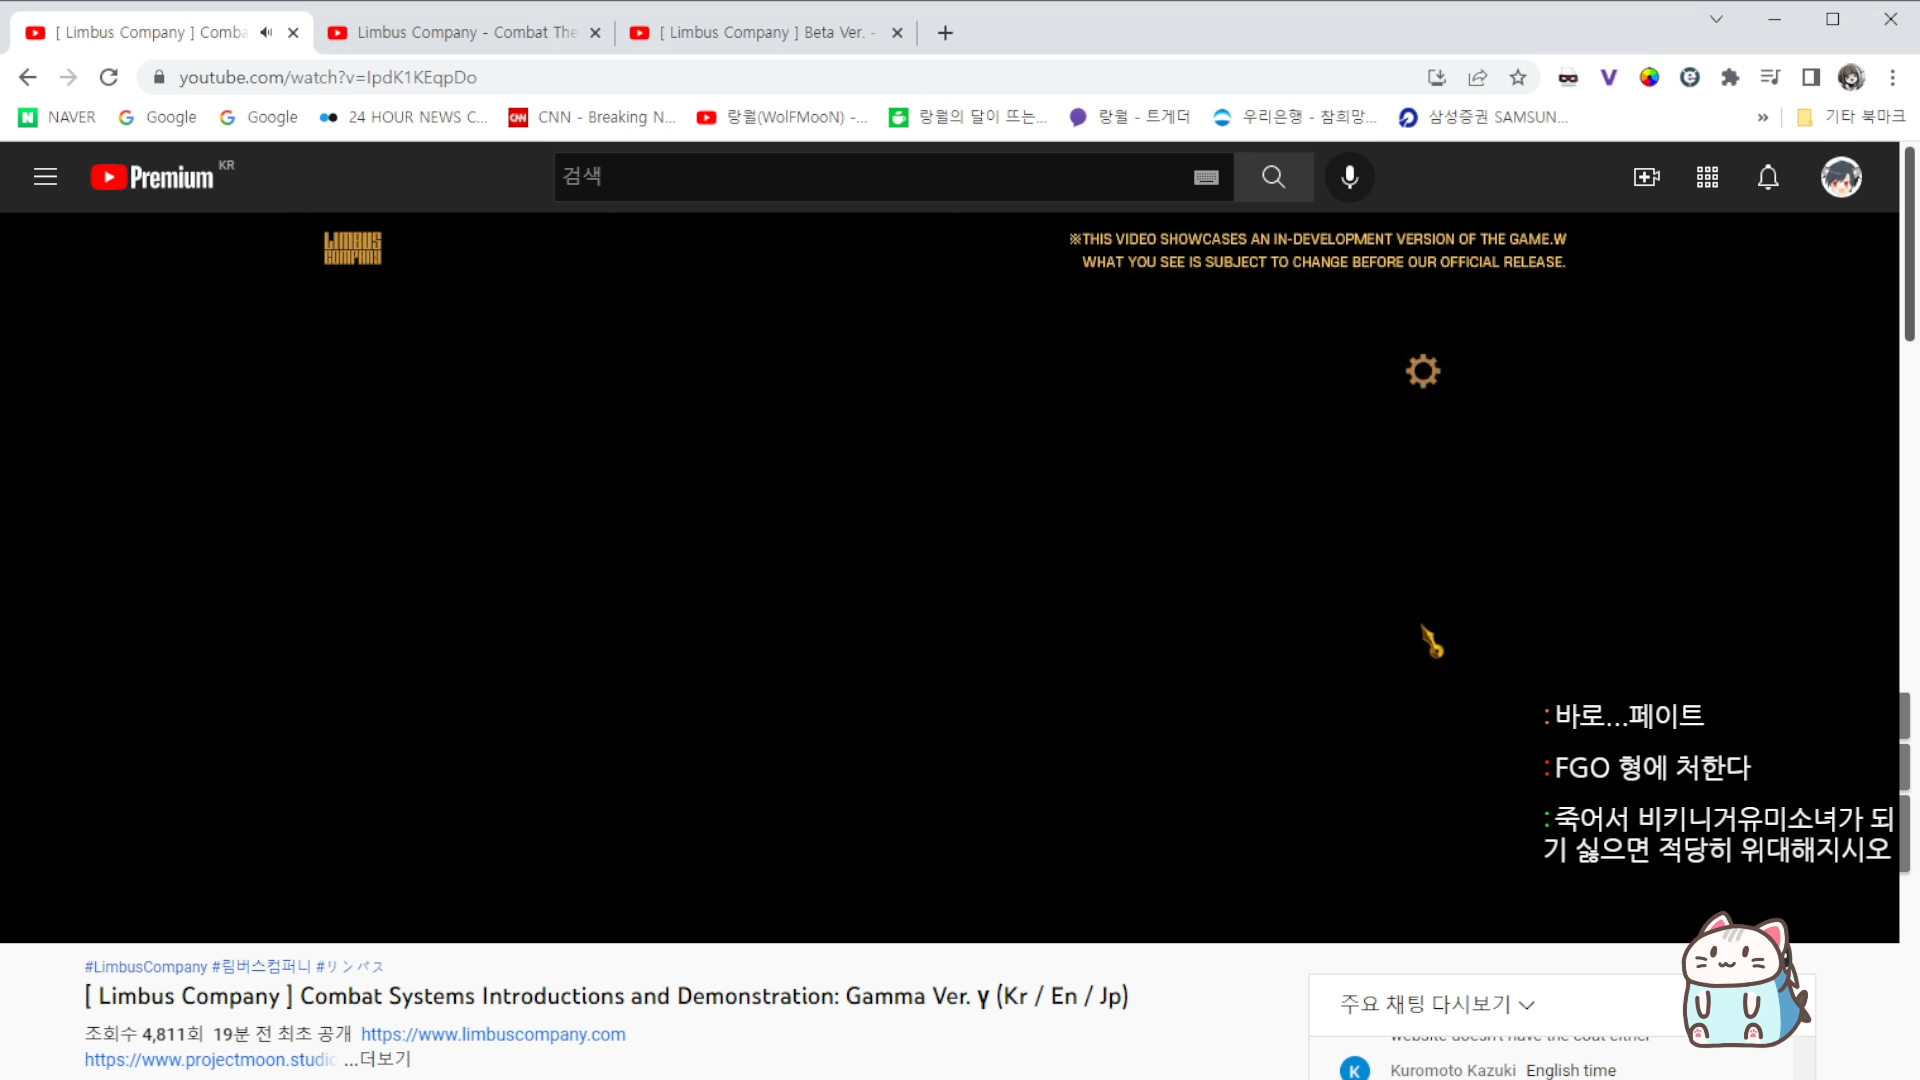 [ Limbus Company ] Comba
Limbus Company - Combat The
[ Limbus Company ] Beta Ver. -
youtube.com/watch?v=IpdK1KEqpDo
NAVER
Google
Google
24 HOUR NEWS C...
CNN - Breaking N...
랑월(WolFMooN) -...
랑월의 달이 뜨는...
랑월 - 트게더
우리은행 - 참희망...
삼성증권 SAMSUN...
»
기타 북마크
Premium KR
검색
LIMBUS
COMPANY
※THIS VIDEO SHOWCASES AN IN-DEVELOPMENT VERSION OF THE GAME.W
WHAT YOU SEE IS SUBJECT TO CHANGE BEFORE OUR OFFICIAL RELEASE.
:바로...페이트
:FGO 형에 처한다
:죽어서 비키니거유미소녀가 되
기 싫으면 적당히 위대해지시오
#LimbusCompany #림버스컴퍼니 #リンバス
[ Limbus Company ] Combat Systems Introductions and Demonstration: Gamma Ver. γ (Kr / En / Jp)
조회수 4,811회 19분 전 최초 공개 https://www.limbuscompany.com
https://www.projectmoon.studio ...더보기
주요 채팅 다시보기
website doesn't have the coat either
K Kuromoto Kazuki English time